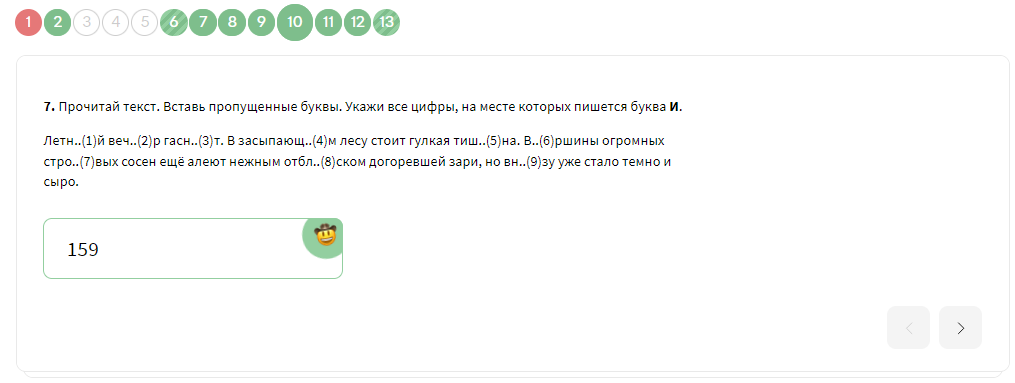 1 2 3 4 5 6 7 8 9 10 11 12 13
7. Прочитай текст. Вставь пропущенные буквы. Укажи все цифры, на месте которых пишется буква И.
Летн..(1)й веч..(2)р гасн..(3)т. В засыпающ..(4)м лесу стоит гулкая тиш..(5)на. В..(6)ршины огромных
стро..(7)вых сосен ещё алеют нежным отбл..(8)ском догоревшей зари, но вн..(9)зу уже стало темно и
сыро.
159